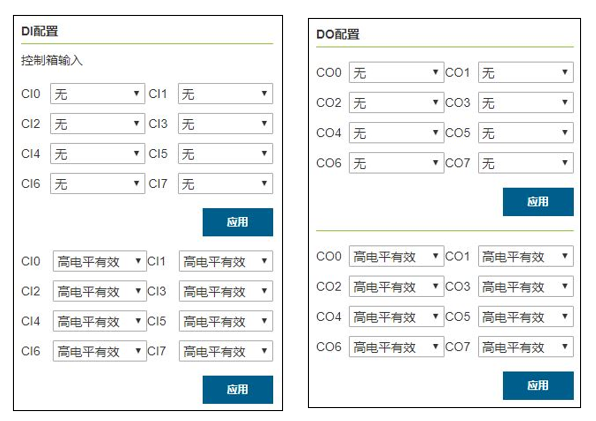 DI配置
控制箱输入
CI0 无 CI1 无
CI2 无 CI3 无
CI4 无 CI5 无
CI6 无 CI7 无
应用
CI0 高电平有效 CI1 高电平有效
CI2 高电平有效 CI3 高电平有效
CI4 高电平有效 CI5 高电平有效
CI6 高电平有效 CI7 高电平有效
应用
DO配置
CO0 无 CO1 无
CO2 无 CO3 无
CO4 无 CO5 无
CO6 无 CO7 无
应用
CO0 高电平有效 CO1 高电平有效
CO2 高电平有效 CO3 高电平有效
CO4 高电平有效 CO5 高电平有效
CO6 高电平有效 CO7 高电平有效
应用